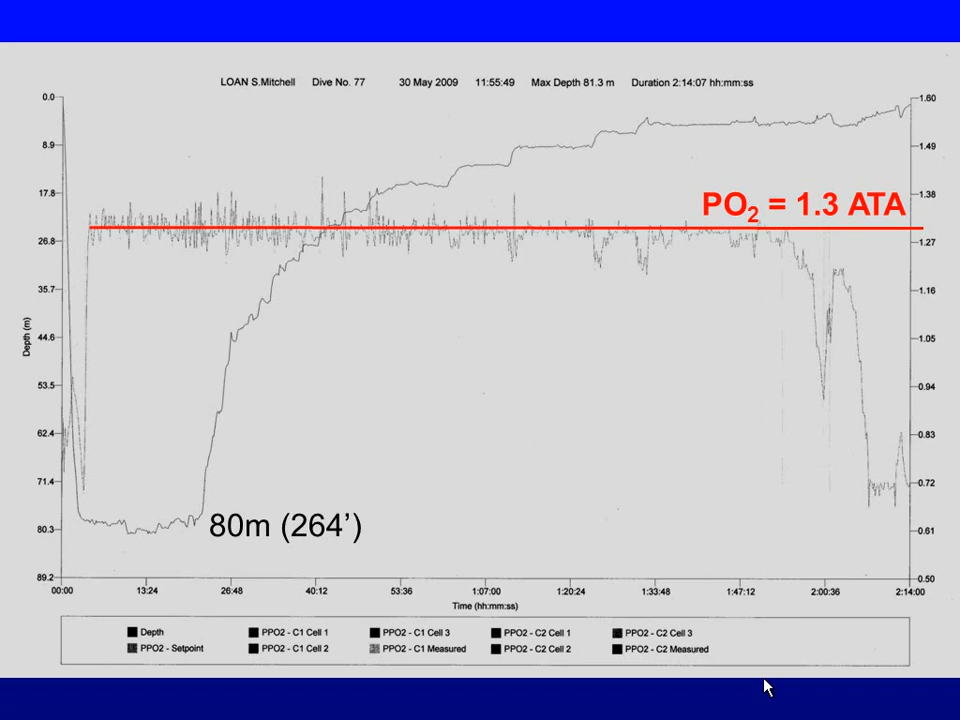 LOAN S.Mitchell Dive No. 77 30 May 2009 11:55:49 Max Depth 81.3 m Duration 2:14:07 hh:mm:ss
0.0
8.9
17.8
26.8
35.7
44.6
53.5
62.4
71.4
80.3
89.2
Depth (m)
1.60
1.49
1.38
1.27
1.16
1.05
0.94
0.83
0.72
0.61
0.50
PO2 = 1.3 ATA
80m (264’)
00:00 13:24 26:48 40:12 53:36 1:07:00 1:20:24 1:33:48 1:47:12 2:00:36 2:14:00
Time (hh:mm:ss)
Depth PPO2 - C1 Cell 1 PPO2 - C1 Cell 3 PPO2 - C2 Cell 1 PPO2 - C2 Cell 3
PPO2 - Setpoint PPO2 - C1 Cell 2 PPO2 - C1 Measured PPO2 - C2 Cell 2 PPO2 - C2 Measured